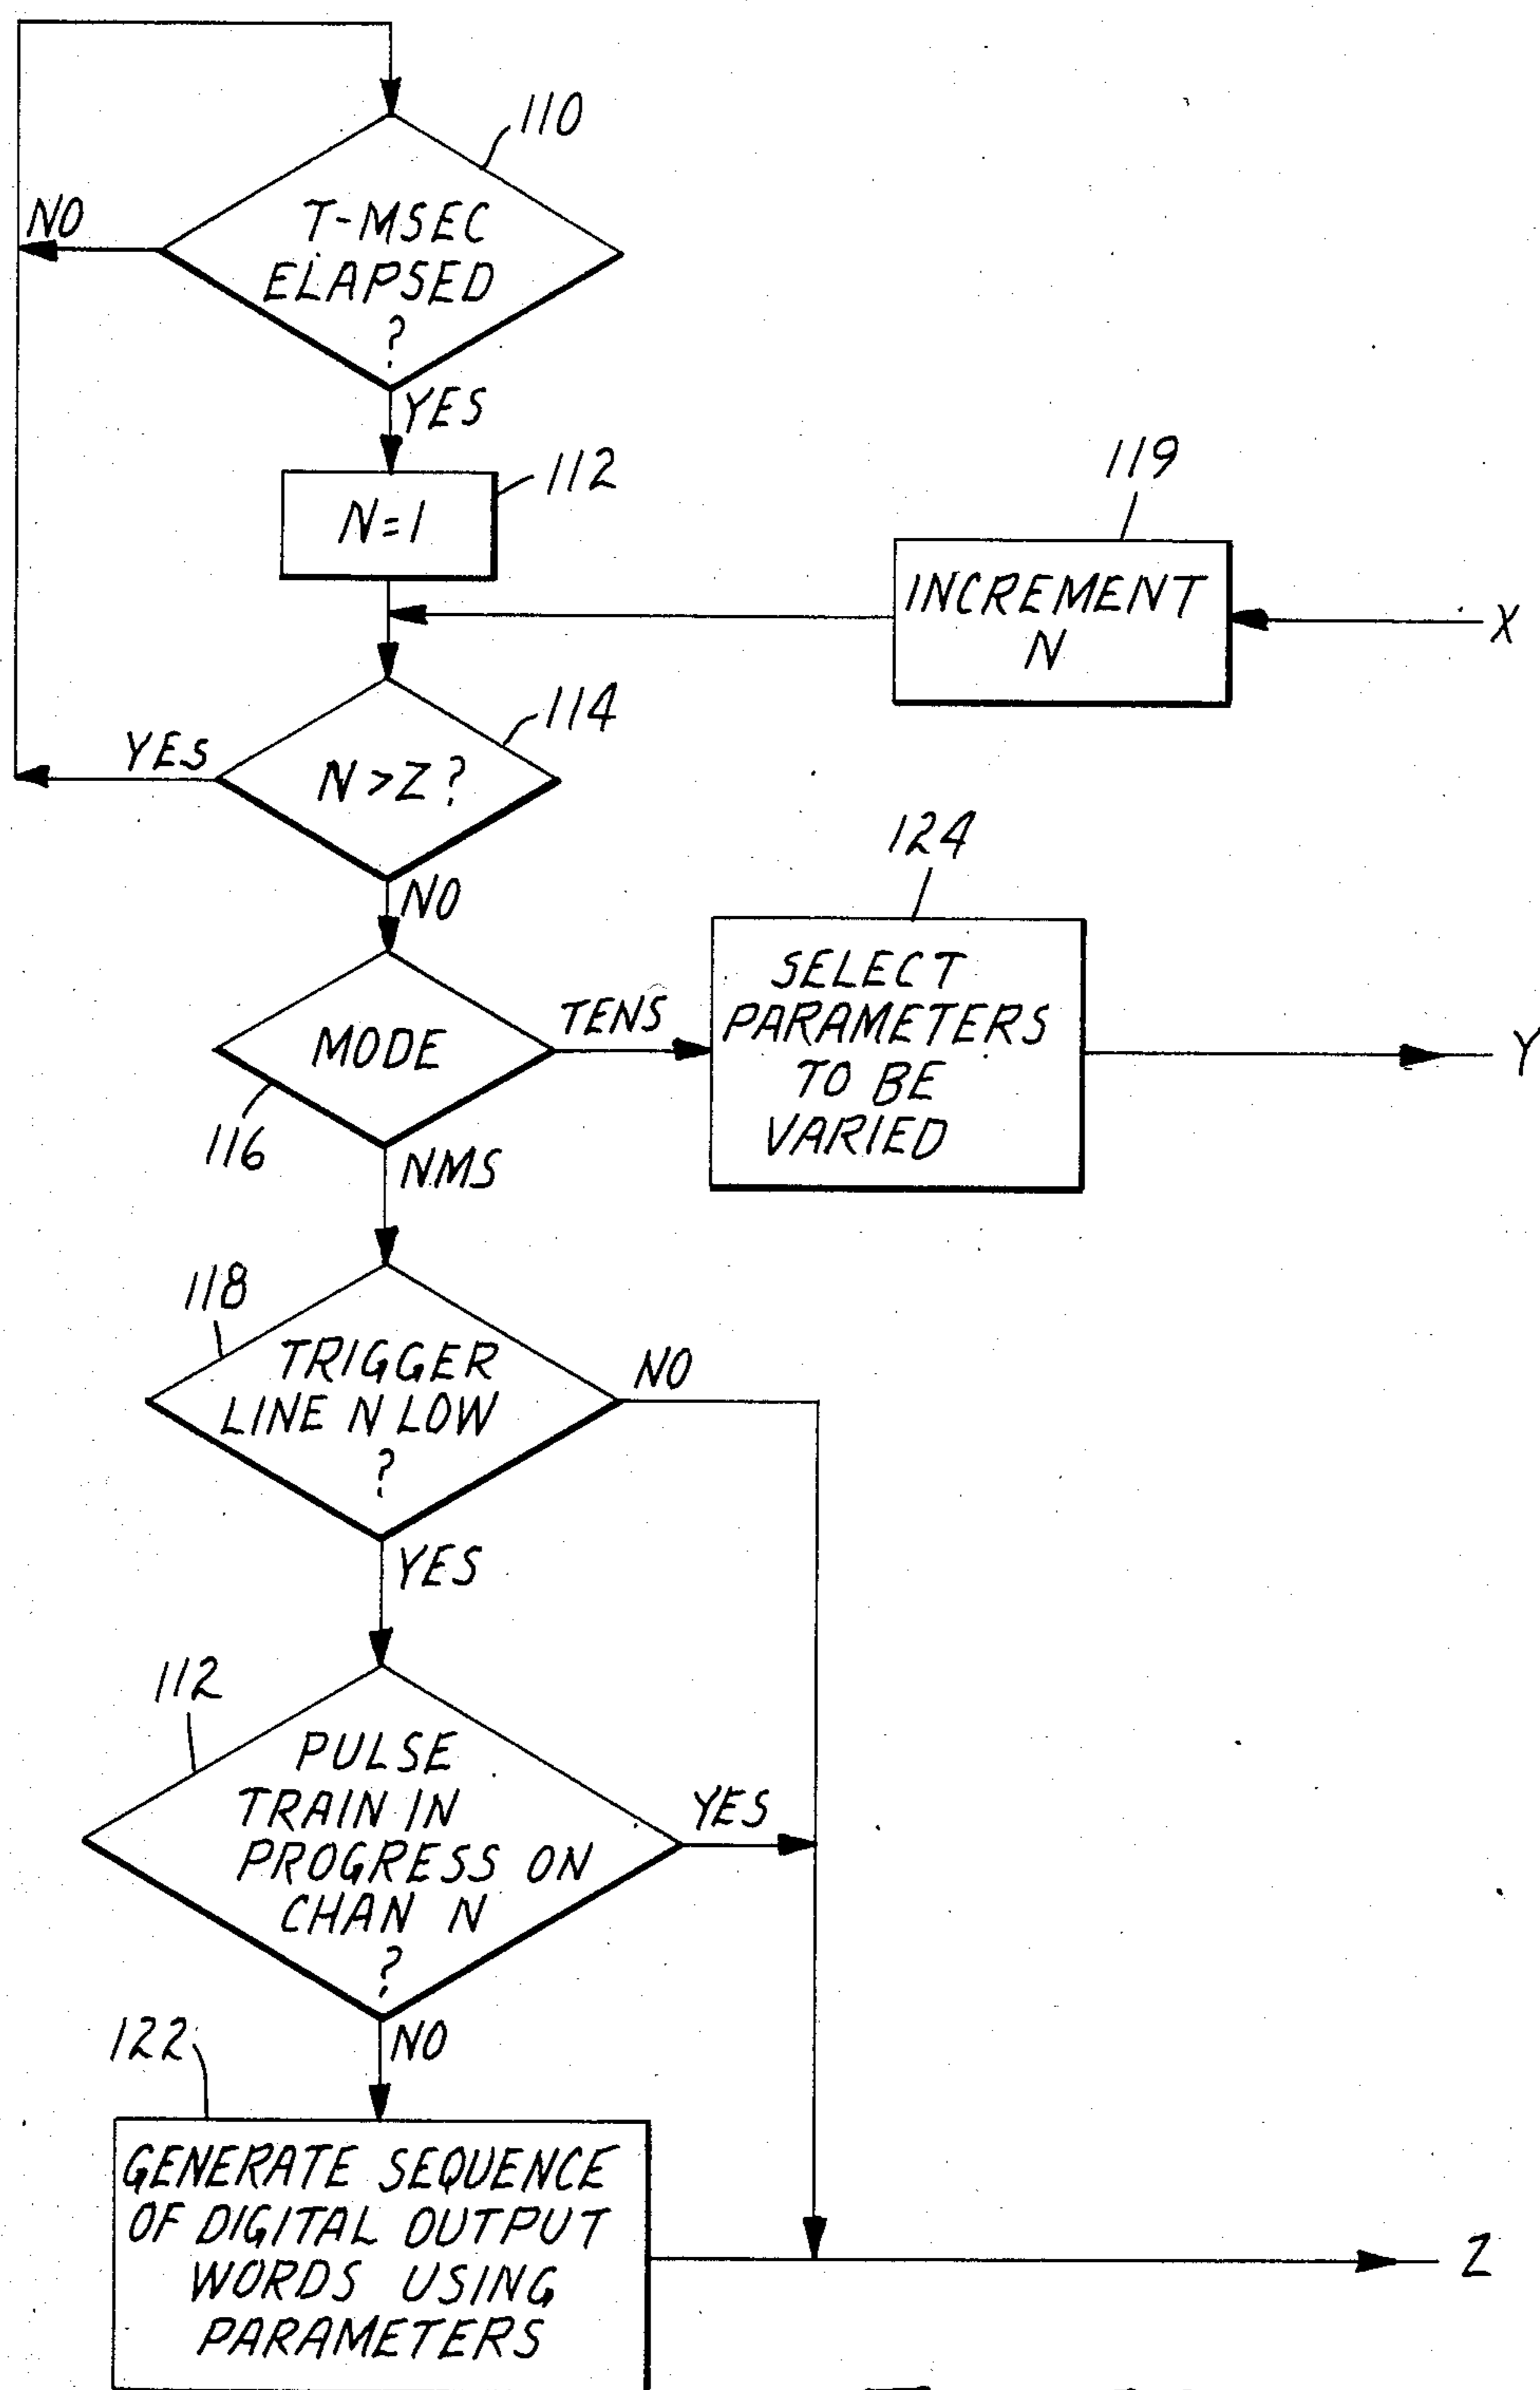 110
NO
T-MSEC
ELAPSED
?
YES
112
N=1
119
INCREMENT
N
X
114
YES
N>Z?
NO
124
MODE
TENS
SELECT
PARAMETERS
TO BE
VARIED
Y
116
NMS
118
TRIGGER
LINE N LOW
?
NO
YES
112
PULSE
TRAIN IN
PROGRESS ON
CHAN N
?
YES
NO
122
GENERATE SEQUENCE
OF DIGITAL OUTPUT
WORDS USING
PARAMETERS
Z